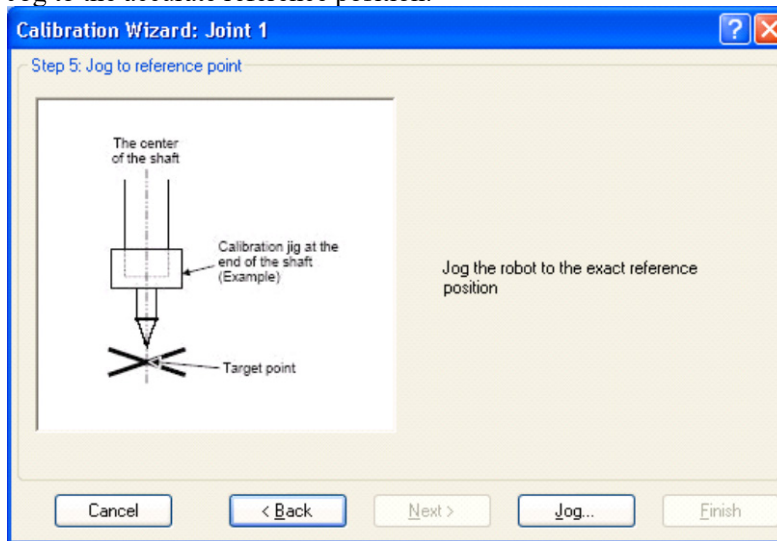 Calibration Wizard: Joint 1
Step 5: Jog to reference point
The center
of the shaft
Calibration jig at the
end of the shaft
(Example)
Target point
Jog the robot to the exact reference
position
Cancel
< Back
Next >
Jog...
Finish